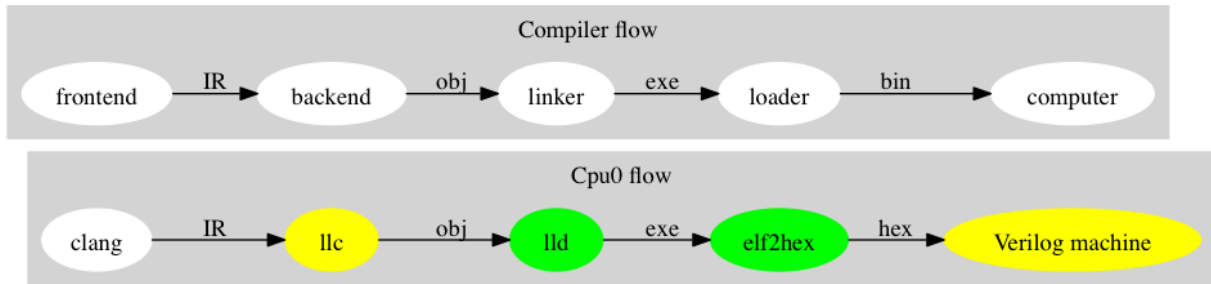 Compiler flow
frontend IR backend obj linker exe loader bin computer
Cpu0 flow
clang IR llc obj lld exe elf2hex hex Verilog machine